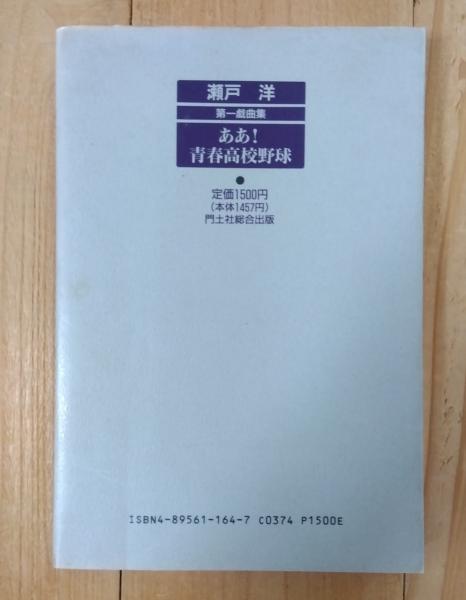 瀬戸 洋
第一戯曲集
ああ!
青春高校野球
●
定価1500円
(本体1457円)
門土社総合出版
ISBN4-89561-164-7 C0374 P1500E